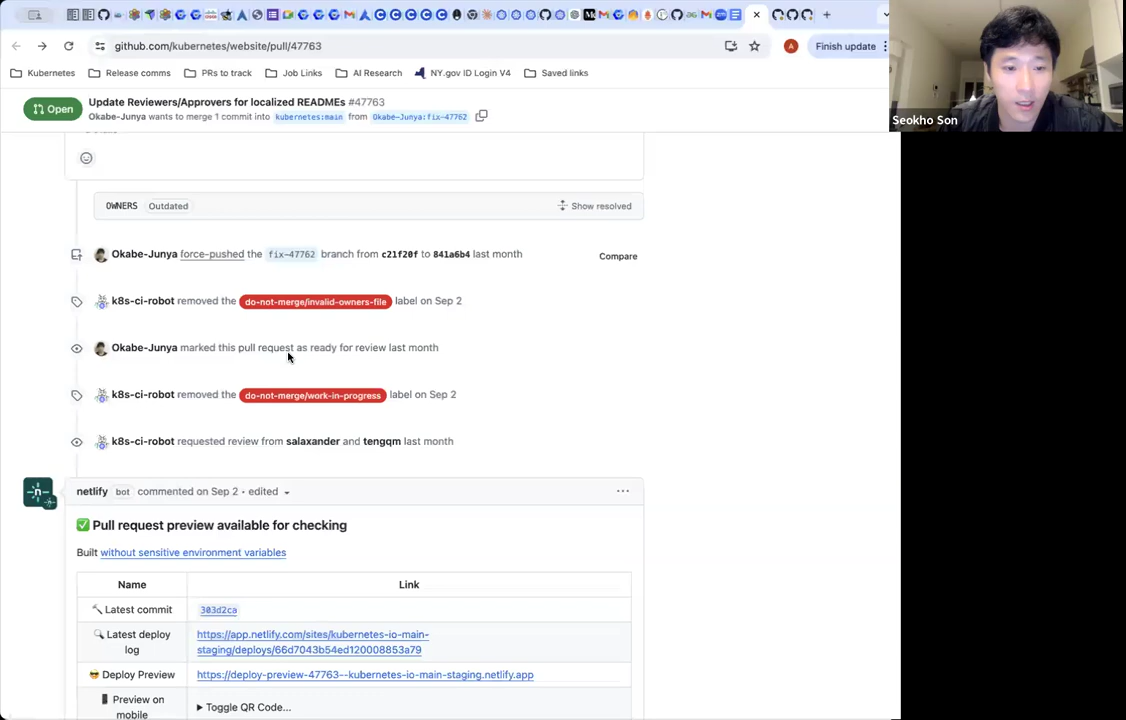 github.com/kubernetes/website/pull/47763
A
Finish update
Kubernetes
Release comms
PRs to track
Job Links
AI Research
NY.gov ID Login V4
Saved links
Seokho Son
Open
Update Reviewers/Approvers for localized READMEs #47763
Okabe-Junya wants to merge 1 commit into kubernetes:main from Okabe-Junya:fix-47762
OWNERS Outdated Show resolved
Okabe-Junya force-pushed the fix-47762 branch from c21f20f to 841a6b4 last month Compare
k8s-ci-robot removed the do-not-merge/invalid-owners-file label on Sep 2
Okabe-Junya marked this pull request as ready for review last month
k8s-ci-robot removed the do-not-merge/work-in-progress label on Sep 2
k8s-ci-robot requested review from salaxander and tengqm last month
netlify bot commented on Sep 2 • edited
✅ Pull request preview available for checking
Built without sensitive environment variables
Name Link
🔨 Latest commit 303d2ca
🔍 Latest deploy log https://app.netlify.com/sites/kubernetes-io-main-
staging/deploys/66d7043b54ed120008853a79
😎 Deploy Preview https://deploy-preview-47763--kubernetes-io-main-staging.netlify.app
📱 Preview on mobile ▶ Toggle QR Code...